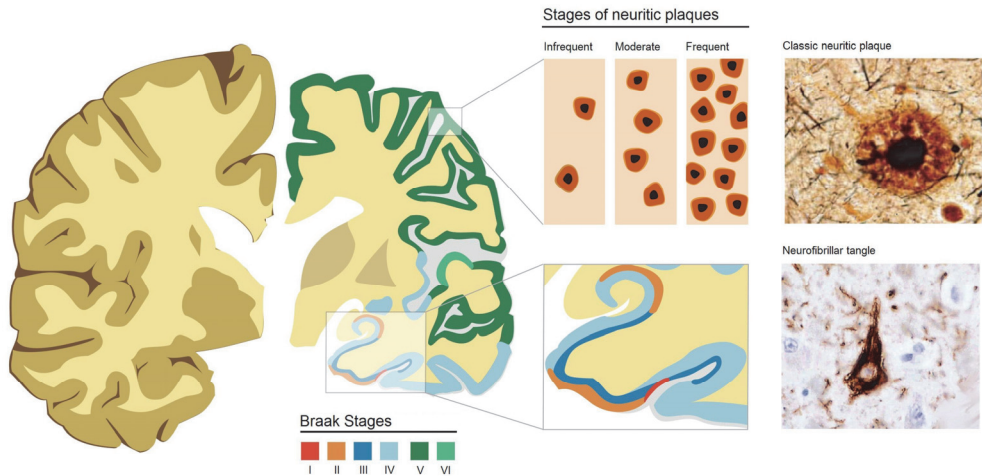 Stages of neuritic plaques
Infrequent Moderate Frequent
Classic neuritic plaque
Neurofibrillar tangle
Braak Stages
I II III IV V VI